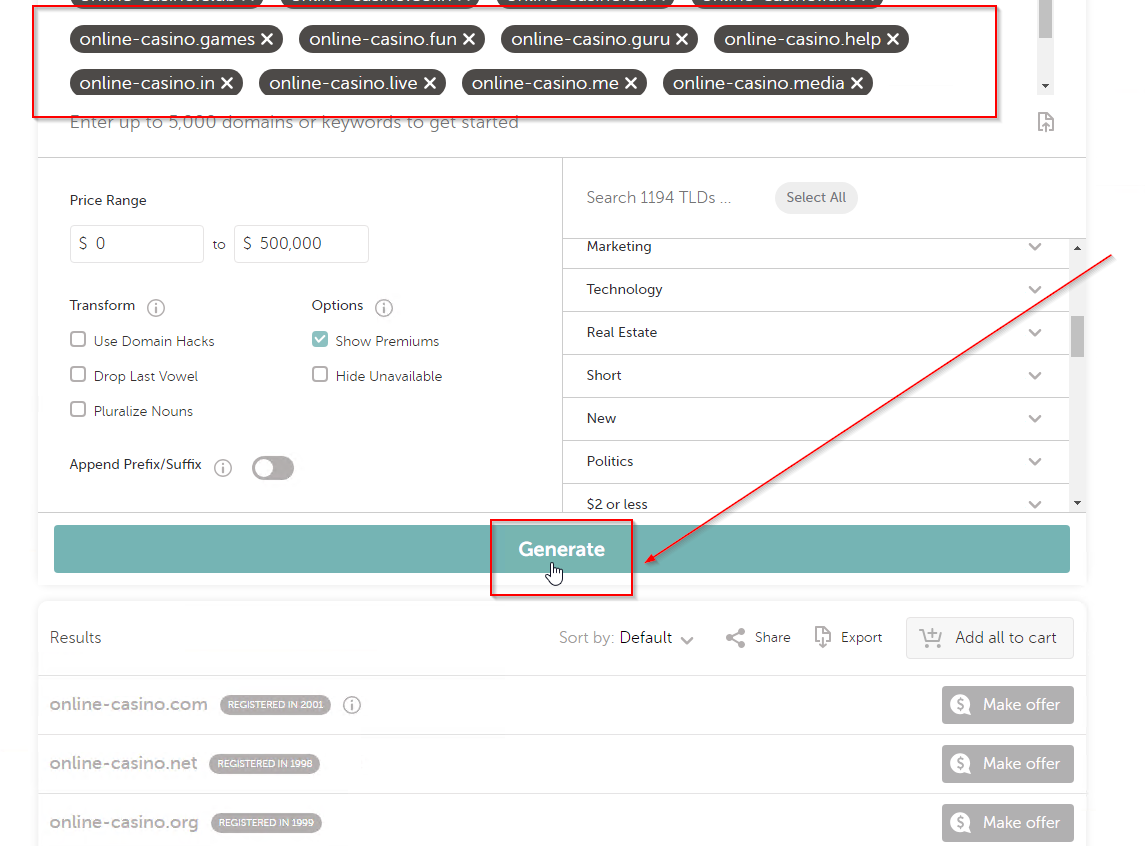 online-casino.games × online-casino.fun × online-casino.guru × online-casino.help ×
online-casino.in × online-casino.live × online-casino.me × online-casino.media ×
Enter up to 5,000 domains or keywords to get started
Price Range
$ 0 to $ 500,000
Transform Options
Use Domain Hacks Show Premiums
Drop Last Vowel Hide Unavailable
Pluralize Nouns
Append Prefix/Suffix
Search 1194 TLDs ... Select All
Marketing
Technology
Real Estate
Short
New
Politics
$2 or less
Generate
Results Sort by: Default Share Export Add all to cart
online-casino.com REGISTERED IN 2001 Make offer
online-casino.net REGISTERED IN 1998 Make offer
online-casino.org REGISTERED IN 1999 Make offer